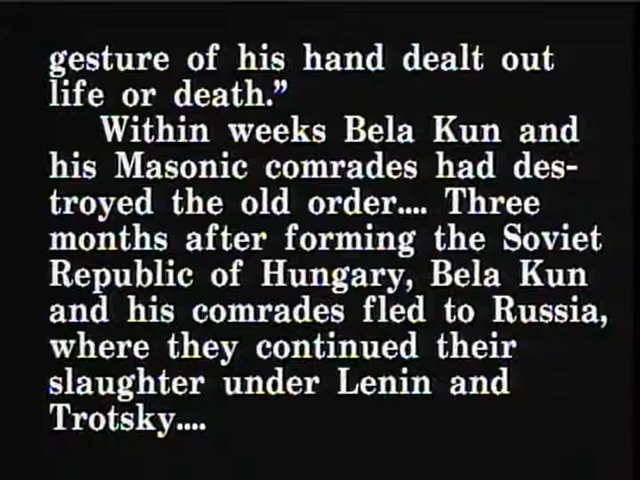 gesture of his hand dealt out
life or death.”
Within weeks Bela Kun and
his Masonic comrades had des-
troyed the old order.... Three
months after forming the Soviet
Republic of Hungary, Bela Kun
and his comrades fled to Russia,
where they continued their
slaughter under Lenin and
Trotsky....